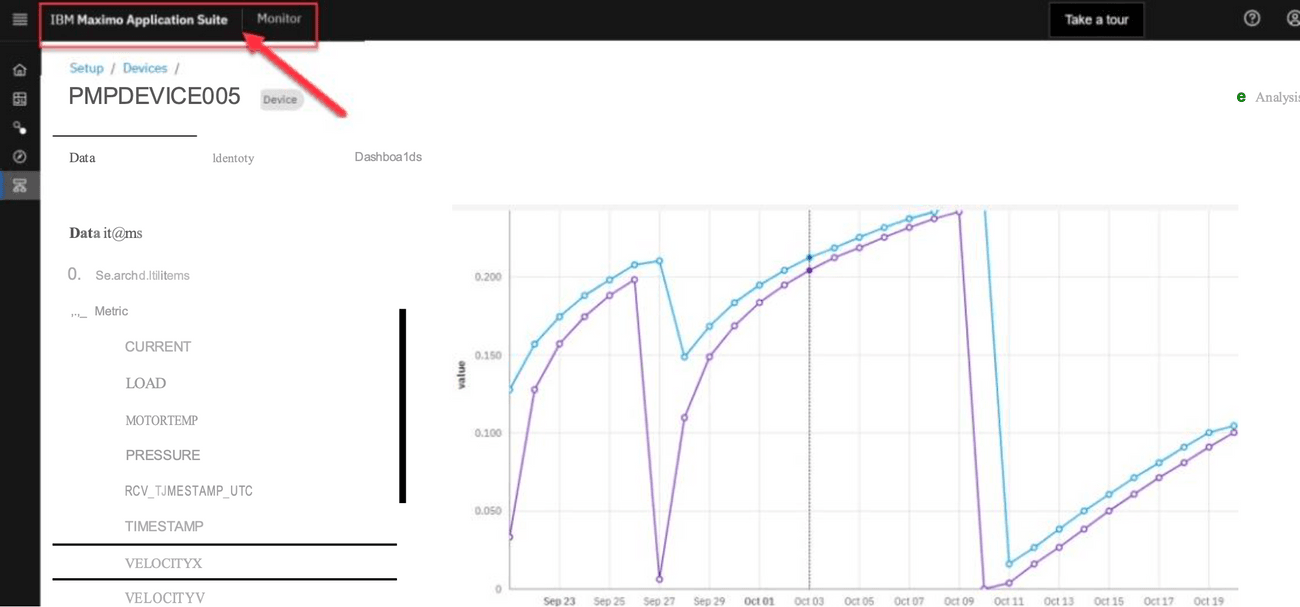 IBM Maximo Application Suite Monitor
Take a tour
Setup / Devices /
PMPDEVICE005 Device
e Analysis
Data Identoty Dashboa1ds
Data it@ms
0. Se.archd.ltilitems
,.,_ Metric
CURRENT
LOAD
MOTORTEMP
PRESSURE
RCV_TJMESTAMP_UTC
TIMESTAMP
VELOCITYX
VELOCITYV
value
0.200
0.150
0.100
0.050
0
Sep 23 Sep 25 Sep 27 Sep 29 Oct 01 Oct 03 Oct 05 Oct 07 Oct 09 Oct 11 Oct 13 Oct 15 Oct 17 Oct 19